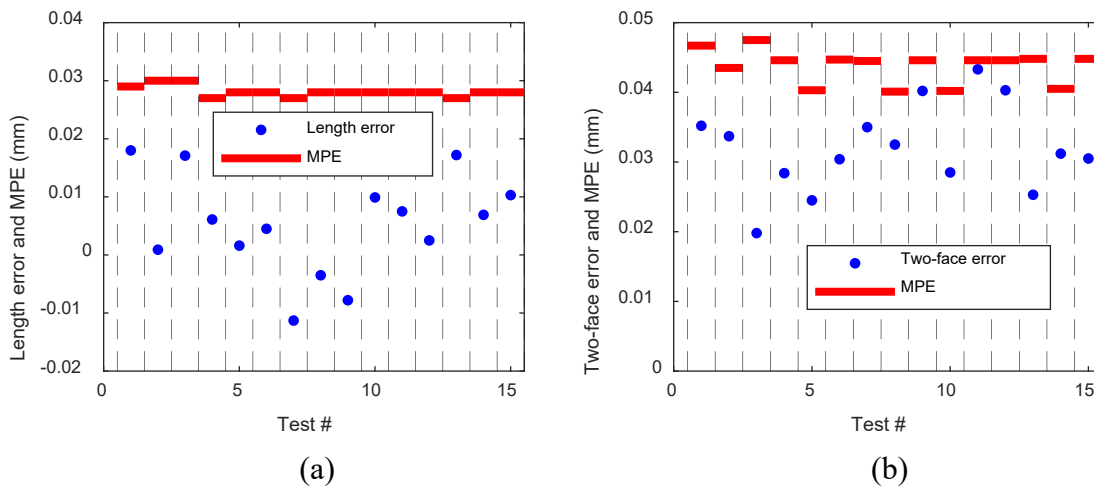 0.04
0.03
0.02
0.01
0
-0.01
-0.02
Length error and MPE (mm)
Length error
MPE
0
5
10
15
Test #
(a)
0.05
0.04
0.03
0.02
0.01
0
Two-face error and MPE (mm)
Two-face error
MPE
0
5
10
15
Test #
(b)